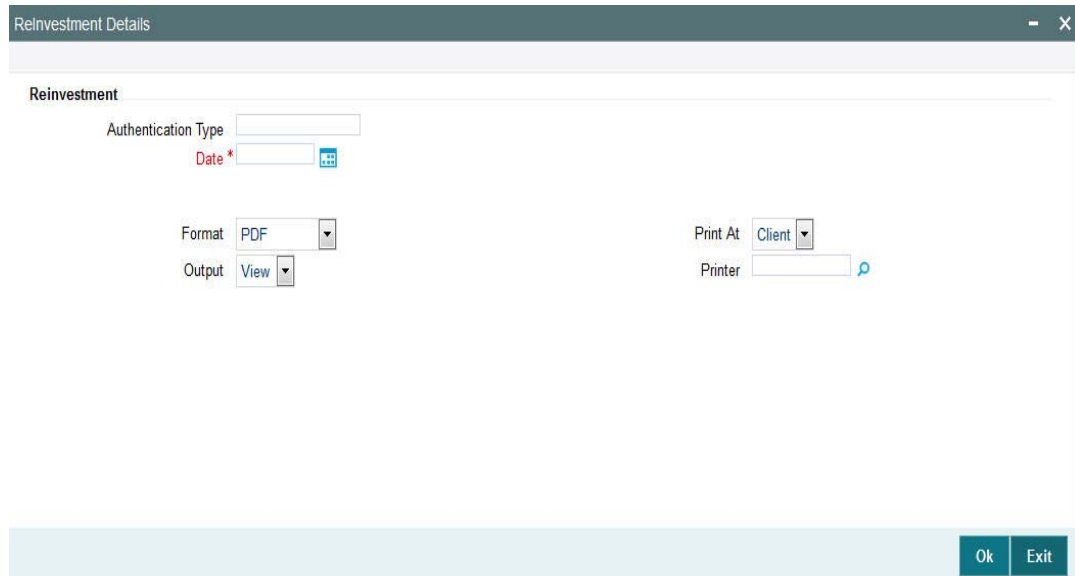 ReInvestment Details
Reinvestment
Authentication Type
Date *
Format PDF
Print At Client
Output View
Printer
Ok Exit